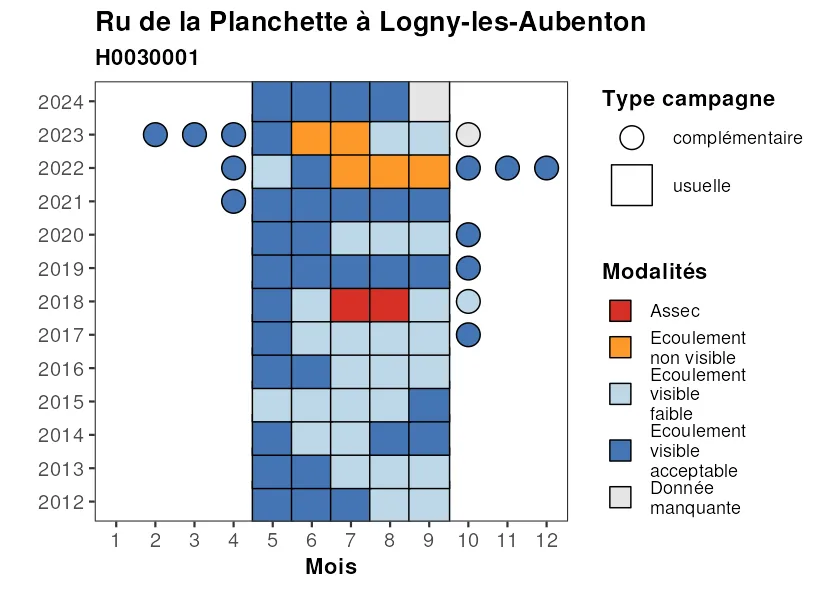 Ru de la Planchette à Logny-les-Aubenton
H0030001
2024
2023
2022
2021
2020
2019
2018
2017
2016
2015
2014
2013
2012
1 2 3 4 5 6 7 8 9 10 11 12
Mois
Type campagne
complémentaire
usuelle
Modalités
Assec
Ecoulement
non visible
Ecoulement
visible
faible
Ecoulement
visible
acceptable
Donnée
manquante